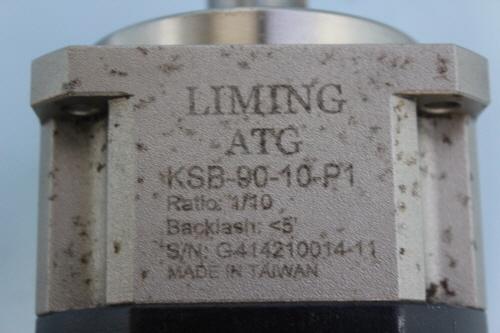 LIMING
ATG
KSB-90-10-P1
Ratio: 1/10
Backlash: <5'
S/N: G414210014-11
MADE IN TAIWAN